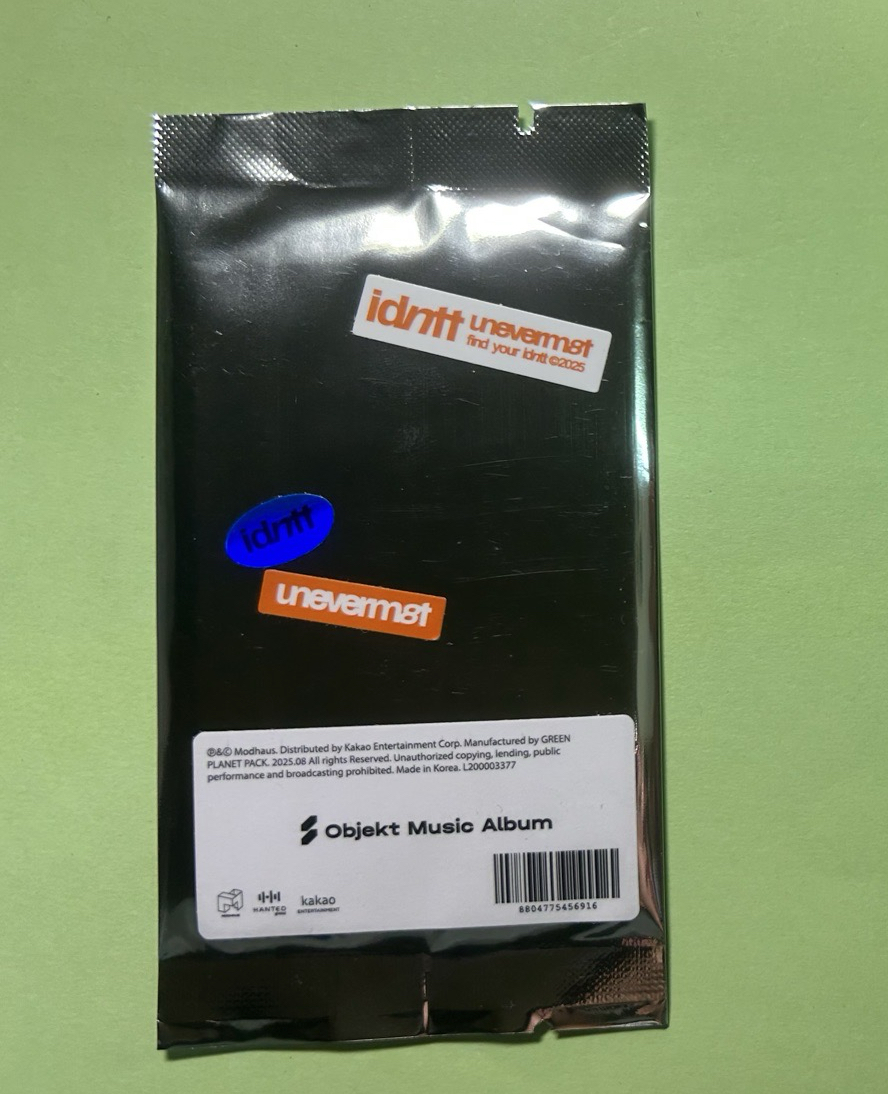 idntt unevermet
find your idntt ©2025
idntt
unevermet
℗&© Modhaus. Distributed by Kakao Entertainment Corp. Manufactured by GREEN
PLANET PACK. 2025.08 All rights Reserved. Unauthorized copying, lending, public
performance and broadcasting prohibited. Made in Korea. L200003377
Objekt Music Album
8804775456916
MODHAUS
WANTED
kakao
ENTERTAINMENT